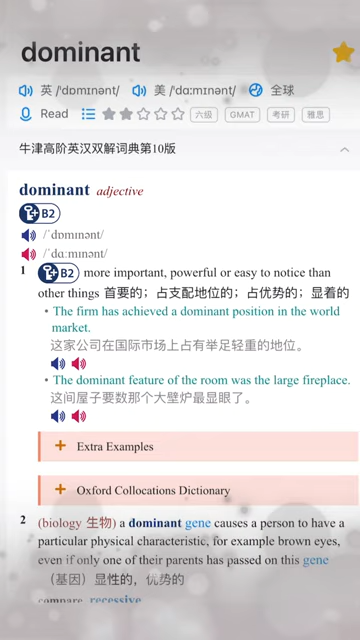 dominant
英 /'dɒmɪnənt/ 美 /'dɑːmɪnənt/ 全球
Read 六级 GMAT 考研 雅思
牛津高阶英汉双解词典第10版
dominant adjective
B2
/ˈdɒmɪnənt/
/ˈdɑːmɪnənt/
1 B2 more important, powerful or easy to notice than
other things 首要的；占支配地位的；占优势的；显着的
• The firm has achieved a dominant position in the world
market.
这家公司在国际市场上占有举足轻重的地位。
• The dominant feature of the room was the large fireplace.
这间屋子要数那个大壁炉最显眼了。
+ Extra Examples
+ Oxford Collocations Dictionary
2 (biology 生物) a dominant gene causes a person to have a
particular physical characteristic, for example brown eyes,
even if only one of their parents has passed on this gene
（基因）显性的，优势的
compare recessive